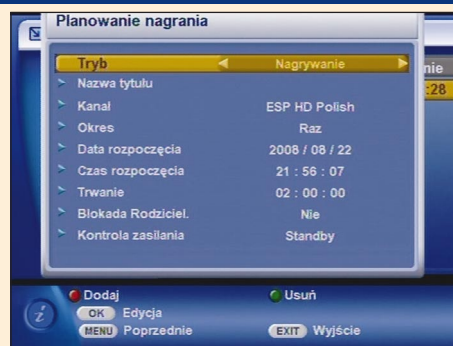 Planowanie nagrania
nie
Tryb Nagrywanie
:28
Nazwa tytułu
Kanał ESP HD Polish
Okres Raz
Data rozpoczęcia 2008 / 08 / 22
Czas rozpoczęcia 21 : 56 : 07
Trwanie 02 : 00 : 00
Blokada Rodziciel. Nie
Kontrola zasilania Standby
Dodaj Usuń
OK Edycja
MENU Poprzednie EXIT Wyjście